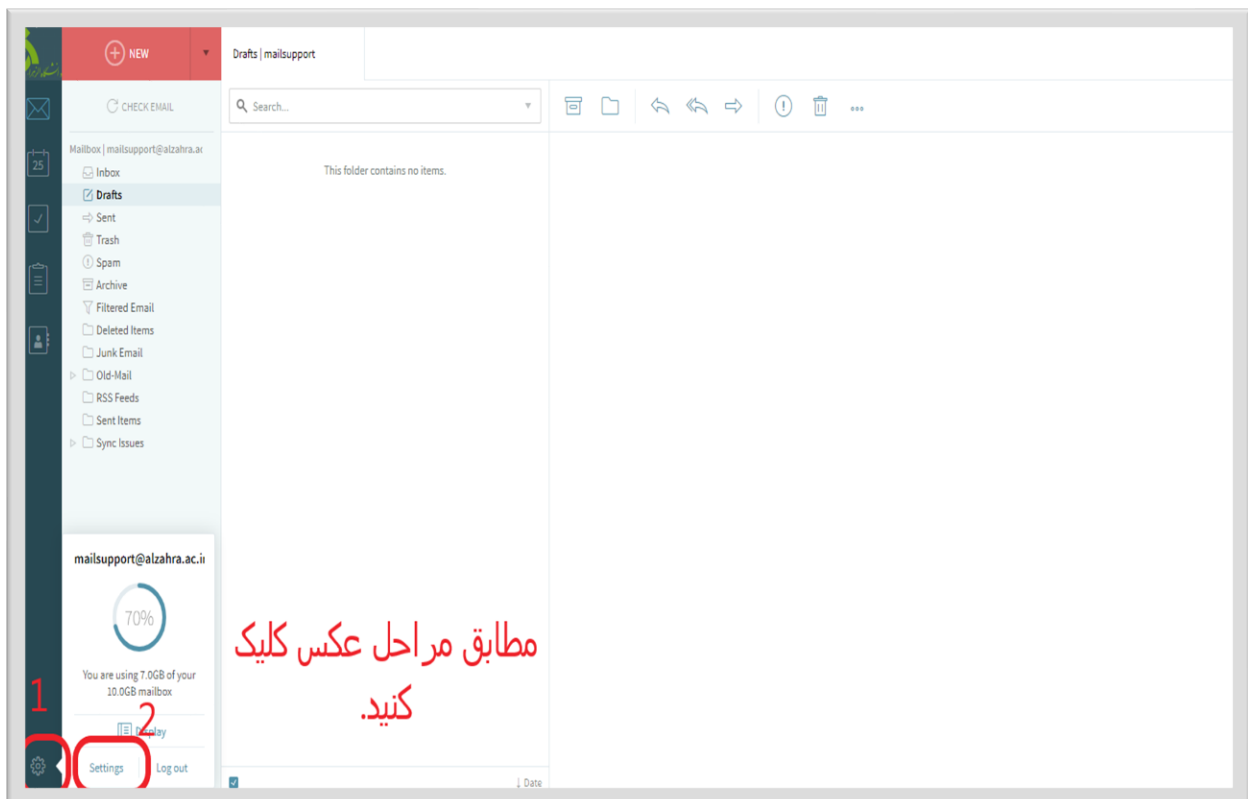 NEW
Drafts | mailsupport
CHECK EMAIL
Search...
Mailbox | mailsupport@alzahra.ac
25
Inbox
This folder contains no items.
Drafts
Sent
Trash
Spam
Archive
Filtered Email
Deleted Items
Junk Email
Old-Mail
RSS Feeds
Sent Items
Sync Issues
mailsupport@alzahra.ac.ir
70%
You are using 7.0GB of your
10.0GB mailbox
مطابق مراحل عکس کلیک
کنید.
1
2
Display
Settings
Log out
↓ Date